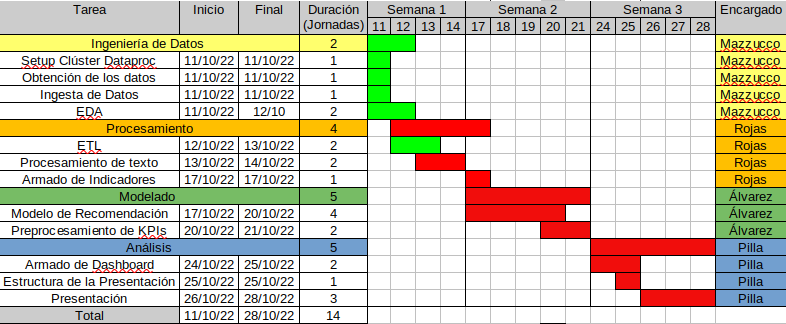 Tarea Inicio Final Duración (Jornadas) Semana 1 Semana 2 Semana 3 Encargado
11 12 13 14 17 18 19 20 21 24 25 26 27 28
Ingeniería de Datos 2 Mazzucco
Setup Clúster Dataproc 11/10/22 11/10/22 1 Mazzucco
Obtención de los datos 11/10/22 11/10/22 1 Mazzucco
Ingesta de Datos 11/10/22 11/10/22 1 Mazzucco
EDA 11/10/22 12/10 2 Mazzucco
Procesamiento 4 Rojas
ETL 12/10/22 13/10/22 2 Rojas
Procesamiento de texto 13/10/22 14/10/22 2 Rojas
Armado de Indicadores 17/10/22 17/10/22 1 Rojas
Modelado 5 Álvarez
Modelo de Recomendación 17/10/22 20/10/22 4 Álvarez
Preprocesamiento de KPIs 20/10/22 21/10/22 2 Álvarez
Análisis 5 Pilla
Armado de Dashboard 24/10/22 25/10/22 2 Pilla
Estructura de la Presentación 25/10/22 25/10/22 1 Pilla
Presentación 26/10/22 28/10/22 3 Pilla
Total 11/10/22 28/10/22 14